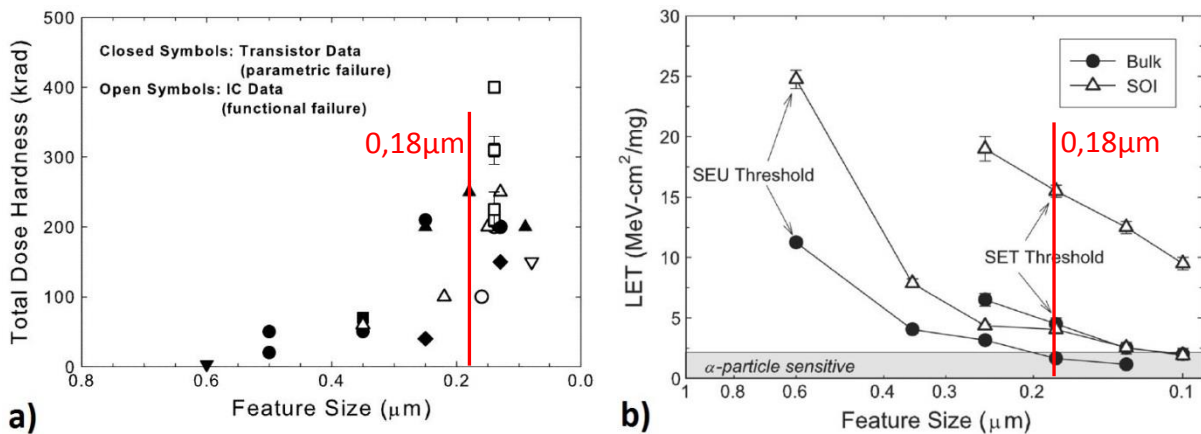 500
400
300
200
100
0
Total Dose Hardness (krad)
Closed Symbols: Transistor Data
(parametric failure)
Open Symbols: IC Data
(functional failure)
0,18µm
0.8
0.6
0.4
0.2
0.0
Feature Size (µm)
a)
30
25
20
15
10
5
0
LET (MeV-cm²/mg)
Bulk
SOI
0,18µm
SEU Threshold
SET Threshold
α-particle sensitive
1
0.8
0.6
0.4
0.3
0.2
0.1
Feature Size (µm)
b)